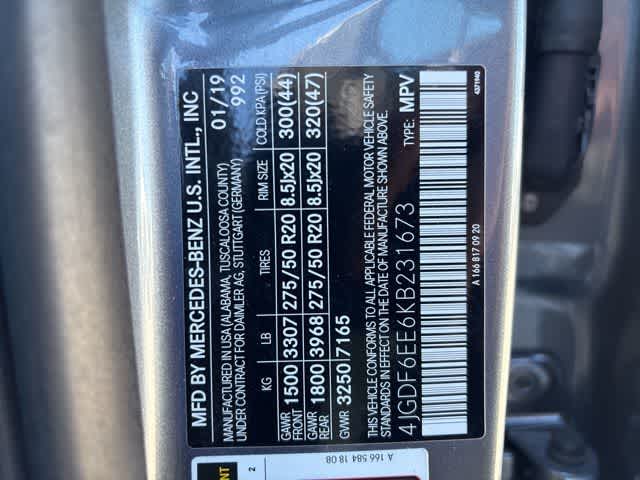 MFD BY MERCEDES-BENZ U.S. INTL., INC
MANUFACTURED IN USA (ALABAMA, TUSCALOOSA COUNTY) 01/19
UNDER CONTRACT FOR DAIMLER AG, STUTTGART (GERMANY) 992
KG LB TIRES RIM SIZE COLD KPA (PSI)
GAWR FRONT 1500 3307 275/50 R20 8.5Jx20 300(44)
GAWR REAR 1800 3968 275/50 R20 8.5Jx20 320(47)
GVWR 3250 7165
THIS VEHICLE CONFORMS TO ALL APPLICABLE FEDERAL MOTOR VEHICLE SAFETY
STANDARDS IN EFFECT ON THE DATE OF MANUFACTURE SHOWN ABOVE.
4JGDF6EE6KB231673 TYPE: MPV
A 166 817 09 20 4371940
A 166 584 18 08
2